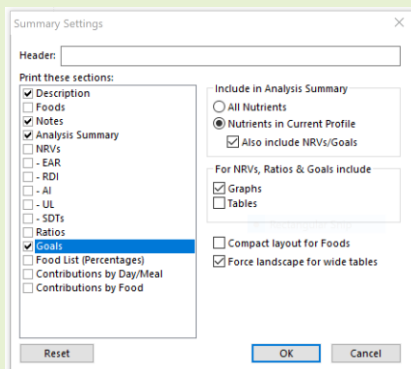 Summary Settings
Header:
Print these sections:
Description
Foods
Notes
Analysis Summary
NRVs
- EAR
- RDI
- AI
- UL
- SDTs
Ratios
Goals
Food List (Percentages)
Contributions by Day/Meal
Contributions by Food
Include in Analysis Summary
All Nutrients
Nutrients in Current Profile
Also include NRVs/Goals
For NRVs, Ratios & Goals include
Graphs
Tables
Compact layout for Foods
Force landscape for wide tables
Reset
OK
Cancel